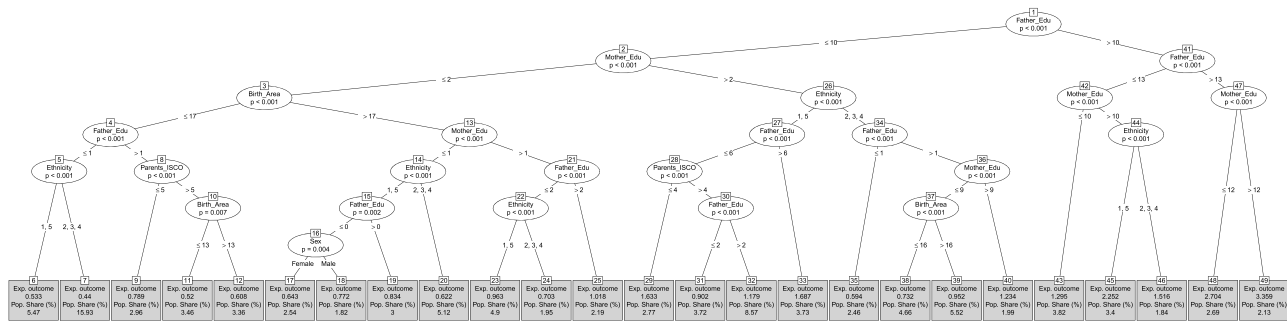 1
Father_Edu
p < 0.001
≤ 10
> 10
2
Mother_Edu
p < 0.001
41
Father_Edu
p < 0.001
≤ 2
> 2
≤ 13
> 13
3
Birth_Area
p < 0.001
26
Ethnicity
p < 0.001
42
Mother_Edu
p < 0.001
47
Mother_Edu
p < 0.001
≤ 17
> 17
1, 5
2, 3, 4
≤ 10
> 10
4
Father_Edu
p < 0.001
13
Mother_Edu
p < 0.001
27
Father_Edu
p < 0.001
34
Father_Edu
p < 0.001
44
Ethnicity
p < 0.001
≤ 1
> 1
≤ 1
> 1
≤ 6
> 6
≤ 1
> 1
5
Ethnicity
p < 0.001
8
Parents_ISCO
p < 0.001
14
Ethnicity
p < 0.001
21
Father_Edu
p < 0.001
28
Parents_ISCO
p < 0.001
36
Mother_Edu
p < 0.001
≤ 5
> 5
1, 5
2, 3, 4
≤ 2
> 2
≤ 4
> 4
≤ 9
> 9
≤ 12
> 12
10
Birth_Area
p = 0.007
15
Father_Edu
p = 0.002
22
Ethnicity
p < 0.001
30
Father_Edu
p < 0.001
37
Birth_Area
p < 0.001
1, 5
2, 3, 4
≤ 0
> 0
1, 5
2, 3, 4
16
Sex
p = 0.004
1, 5
2, 3, 4
≤ 13
> 13
≤ 2
> 2
≤ 16
> 16
Female
Male
6
Exp. outcome
0.533
Pop. Share (%)
5.47
7
Exp. outcome
0.44
Pop. Share (%)
15.93
9
Exp. outcome
0.789
Pop. Share (%)
2.96
11
Exp. outcome
0.52
Pop. Share (%)
3.46
12
Exp. outcome
0.608
Pop. Share (%)
3.36
17
Exp. outcome
0.643
Pop. Share (%)
2.54
18
Exp. outcome
0.772
Pop. Share (%)
1.82
19
Exp. outcome
0.834
Pop. Share (%)
3
20
Exp. outcome
0.622
Pop. Share (%)
5.12
23
Exp. outcome
0.963
Pop. Share (%)
4.9
24
Exp. outcome
0.703
Pop. Share (%)
1.95
25
Exp. outcome
1.018
Pop. Share (%)
2.19
29
Exp. outcome
1.633
Pop. Share (%)
2.77
31
Exp. outcome
0.902
Pop. Share (%)
3.72
32
Exp. outcome
1.179
Pop. Share (%)
8.57
33
Exp. outcome
1.687
Pop. Share (%)
3.73
35
Exp. outcome
0.594
Pop. Share (%)
2.46
38
Exp. outcome
0.732
Pop. Share (%)
4.66
39
Exp. outcome
0.952
Pop. Share (%)
5.52
40
Exp. outcome
1.234
Pop. Share (%)
1.99
43
Exp. outcome
1.295
Pop. Share (%)
3.82
45
Exp. outcome
2.252
Pop. Share (%)
3.4
46
Exp. outcome
1.516
Pop. Share (%)
1.84
48
Exp. outcome
2.704
Pop. Share (%)
2.69
49
Exp. outcome
3.359
Pop. Share (%)
2.13